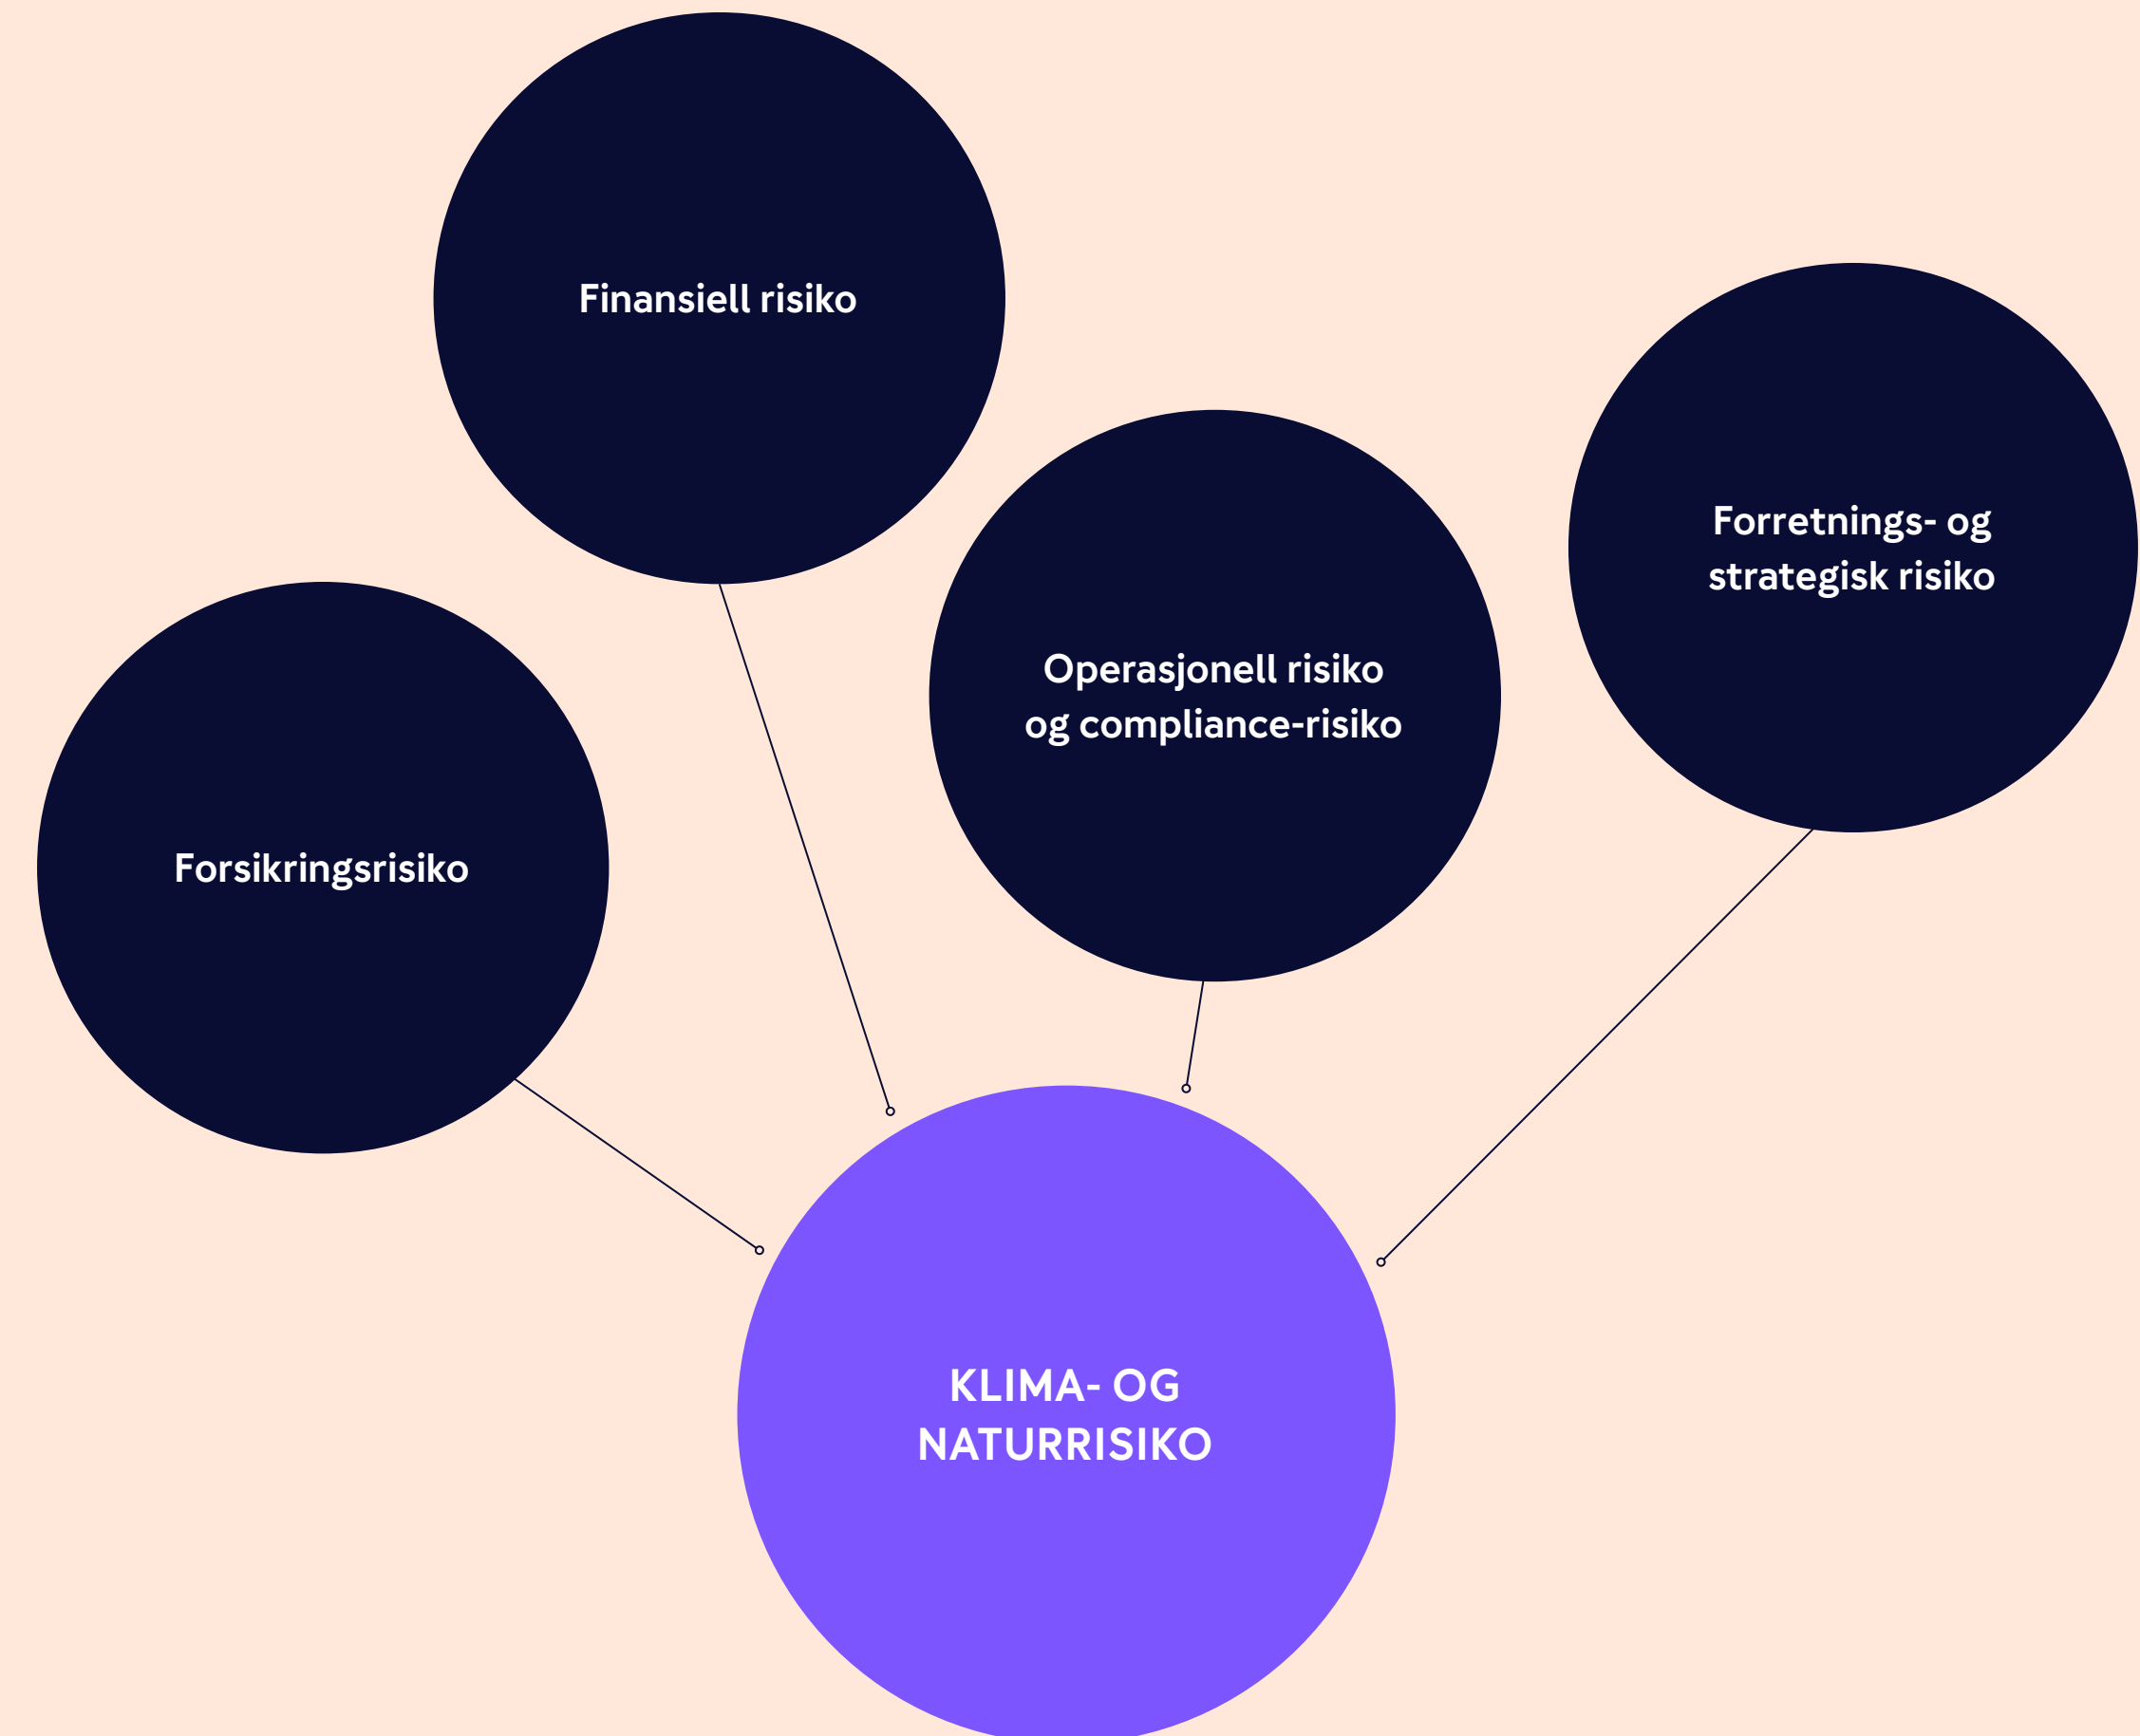 Finansiell risiko
Forretnings- og
strategisk risiko
Operasjonell risiko
og compliance-risiko
Forsikringsrisiko
KLIMA- OG
NATURRISIKO